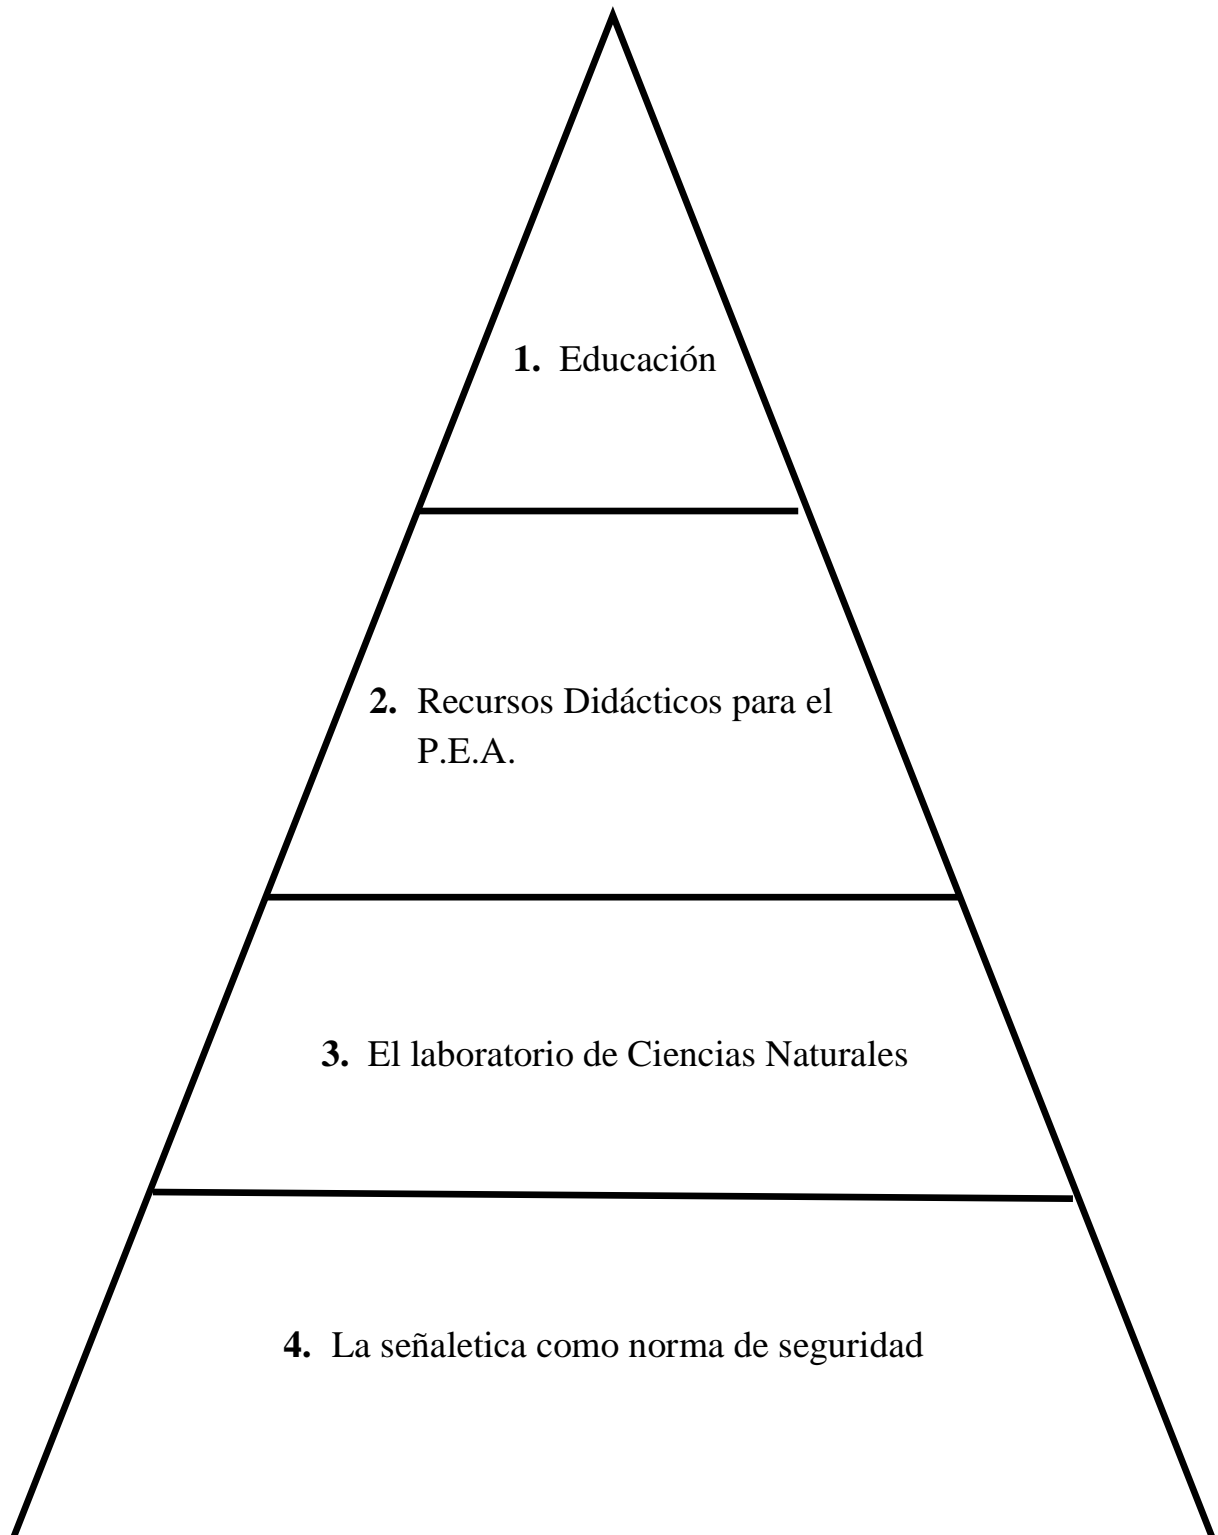 1. Educación
2. Recursos Didácticos para el
P.E.A.
3. El laboratorio de Ciencias Naturales
4. La señaletica como norma de seguridad